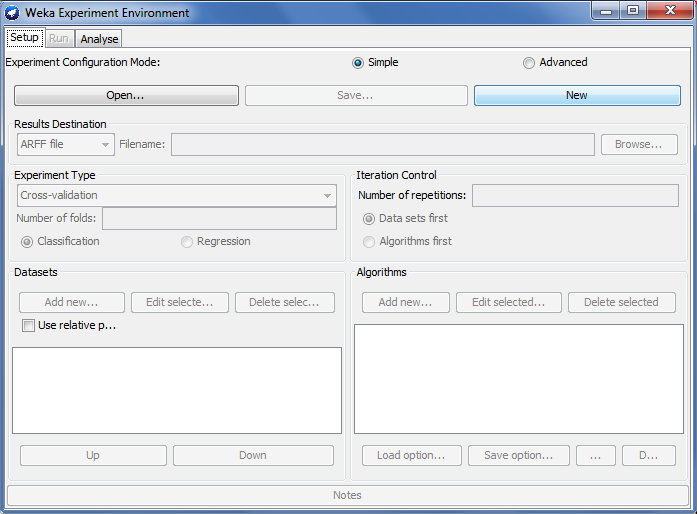 Weka Experiment Environment
Setup Run Analyse
Experiment Configuration Mode: Simple Advanced
Open... Save... New
Results Destination
ARFF file Filename: Browse...
Experiment Type Iteration Control
Cross-validation Number of repetitions:
Number of folds: Data sets first
Classification Regression Algorithms first
Datasets Algorithms
Add new... Edit selecte... Delete selec... Add new... Edit selected... Delete selected
Use relative p...
Up Down Load option... Save option... ... D...
Notes